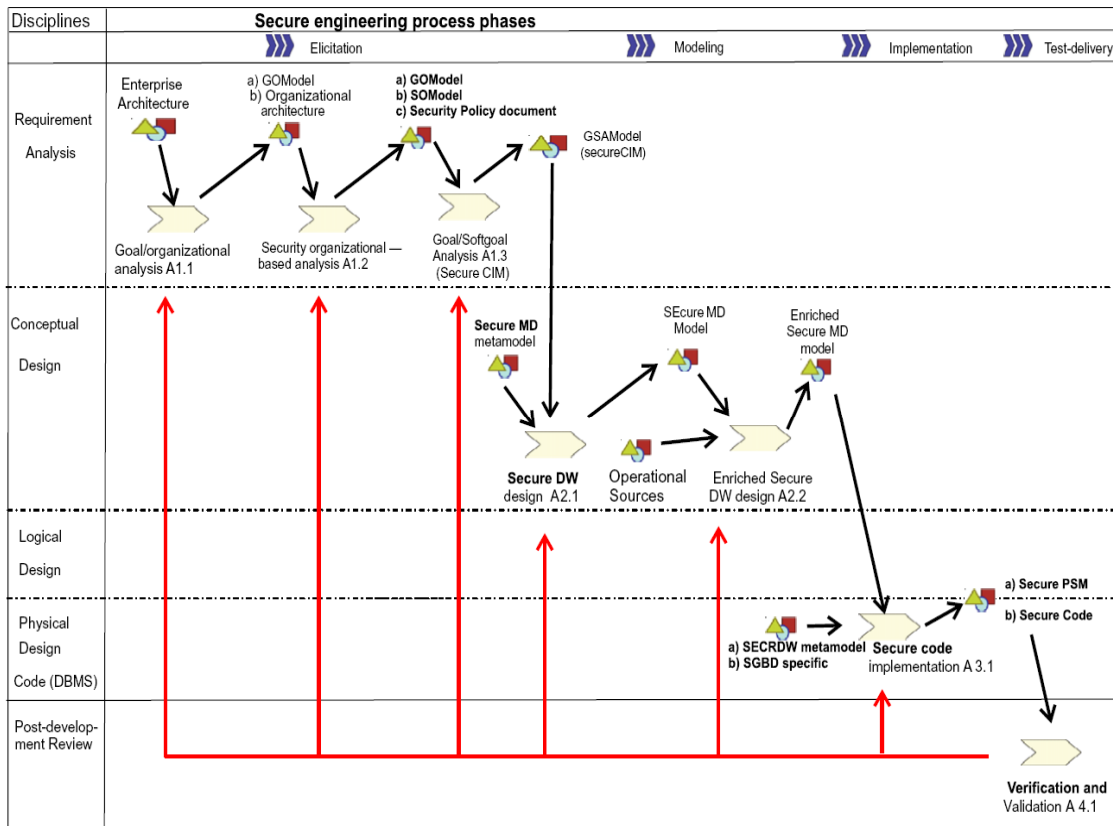 Disciplines
Secure engineering process phases
Elicitation
Modeling
Implementation
Test-delivery
Requirement
Analysis
Enterprise
Architecture
a) GOModel
b) Organizational
architecture
a) GOModel
b) SOModel
c) Security Policy document
GSAModel
(secureCIM)
Goal/organizational
analysis A1.1
Security organizational —
based analysis A1.2
Goal/Softgoal
Analysis A1.3
(Secure CIM)
Conceptual
Design
Secure MD
metamodel
SEcure MD
Model
Enriched
Secure MD
model
Secure DW
design A2.1
Operational
Sources
Enriched Secure
DW design A2.2
Logical
Design
Physical
Design
Code (DBMS)
a) SECRDW metamodel
b) SGBD specific
Secure code
implementation A 3.1
a) Secure PSM
b) Secure Code
Post-develop-
ment Review
Verification and
Validation A 4.1